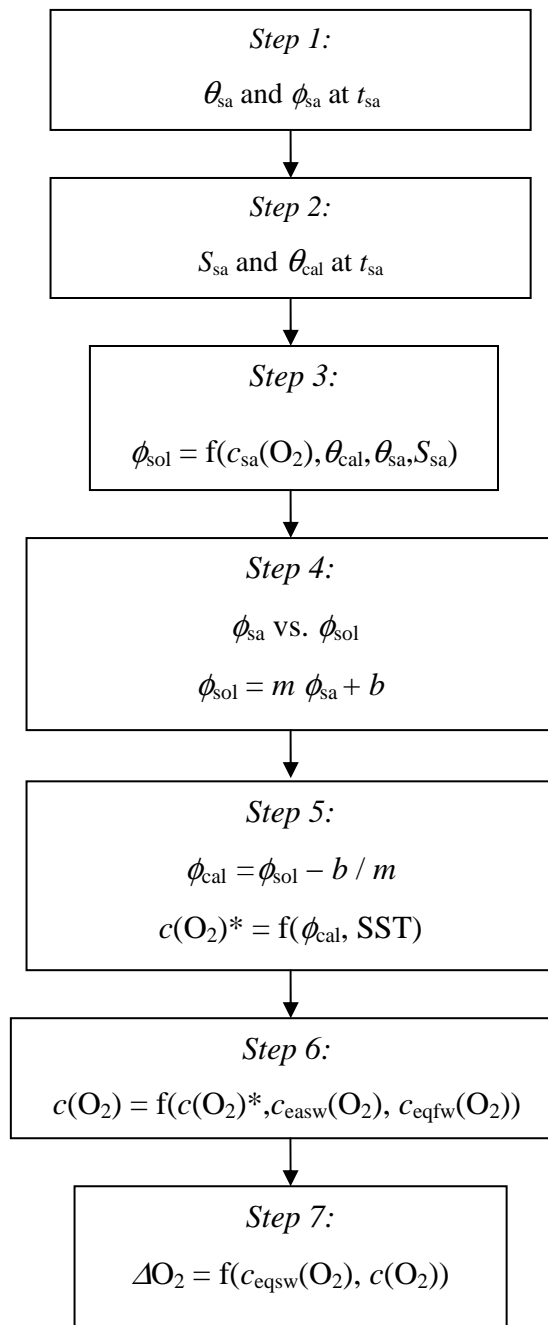 Step 1:
θsa and ϕsa at tsa
Step 2:
Ssa and θcal at tsa
Step 3:
ϕsol = f(csa(O2),θcal,θsa,Ssa)
Step 4:
ϕsa vs. ϕsol
ϕsol = m ϕsa + b
Step 5:
ϕcal =ϕsol − b / m
c(O2)* = f(ϕcal, SST)
Step 6:
c(O2) = f(c(O2)*,ceasw(O2), ceqfw(O2))
Step 7:
ΔO2 = f(ceqsw(O2), c(O2))